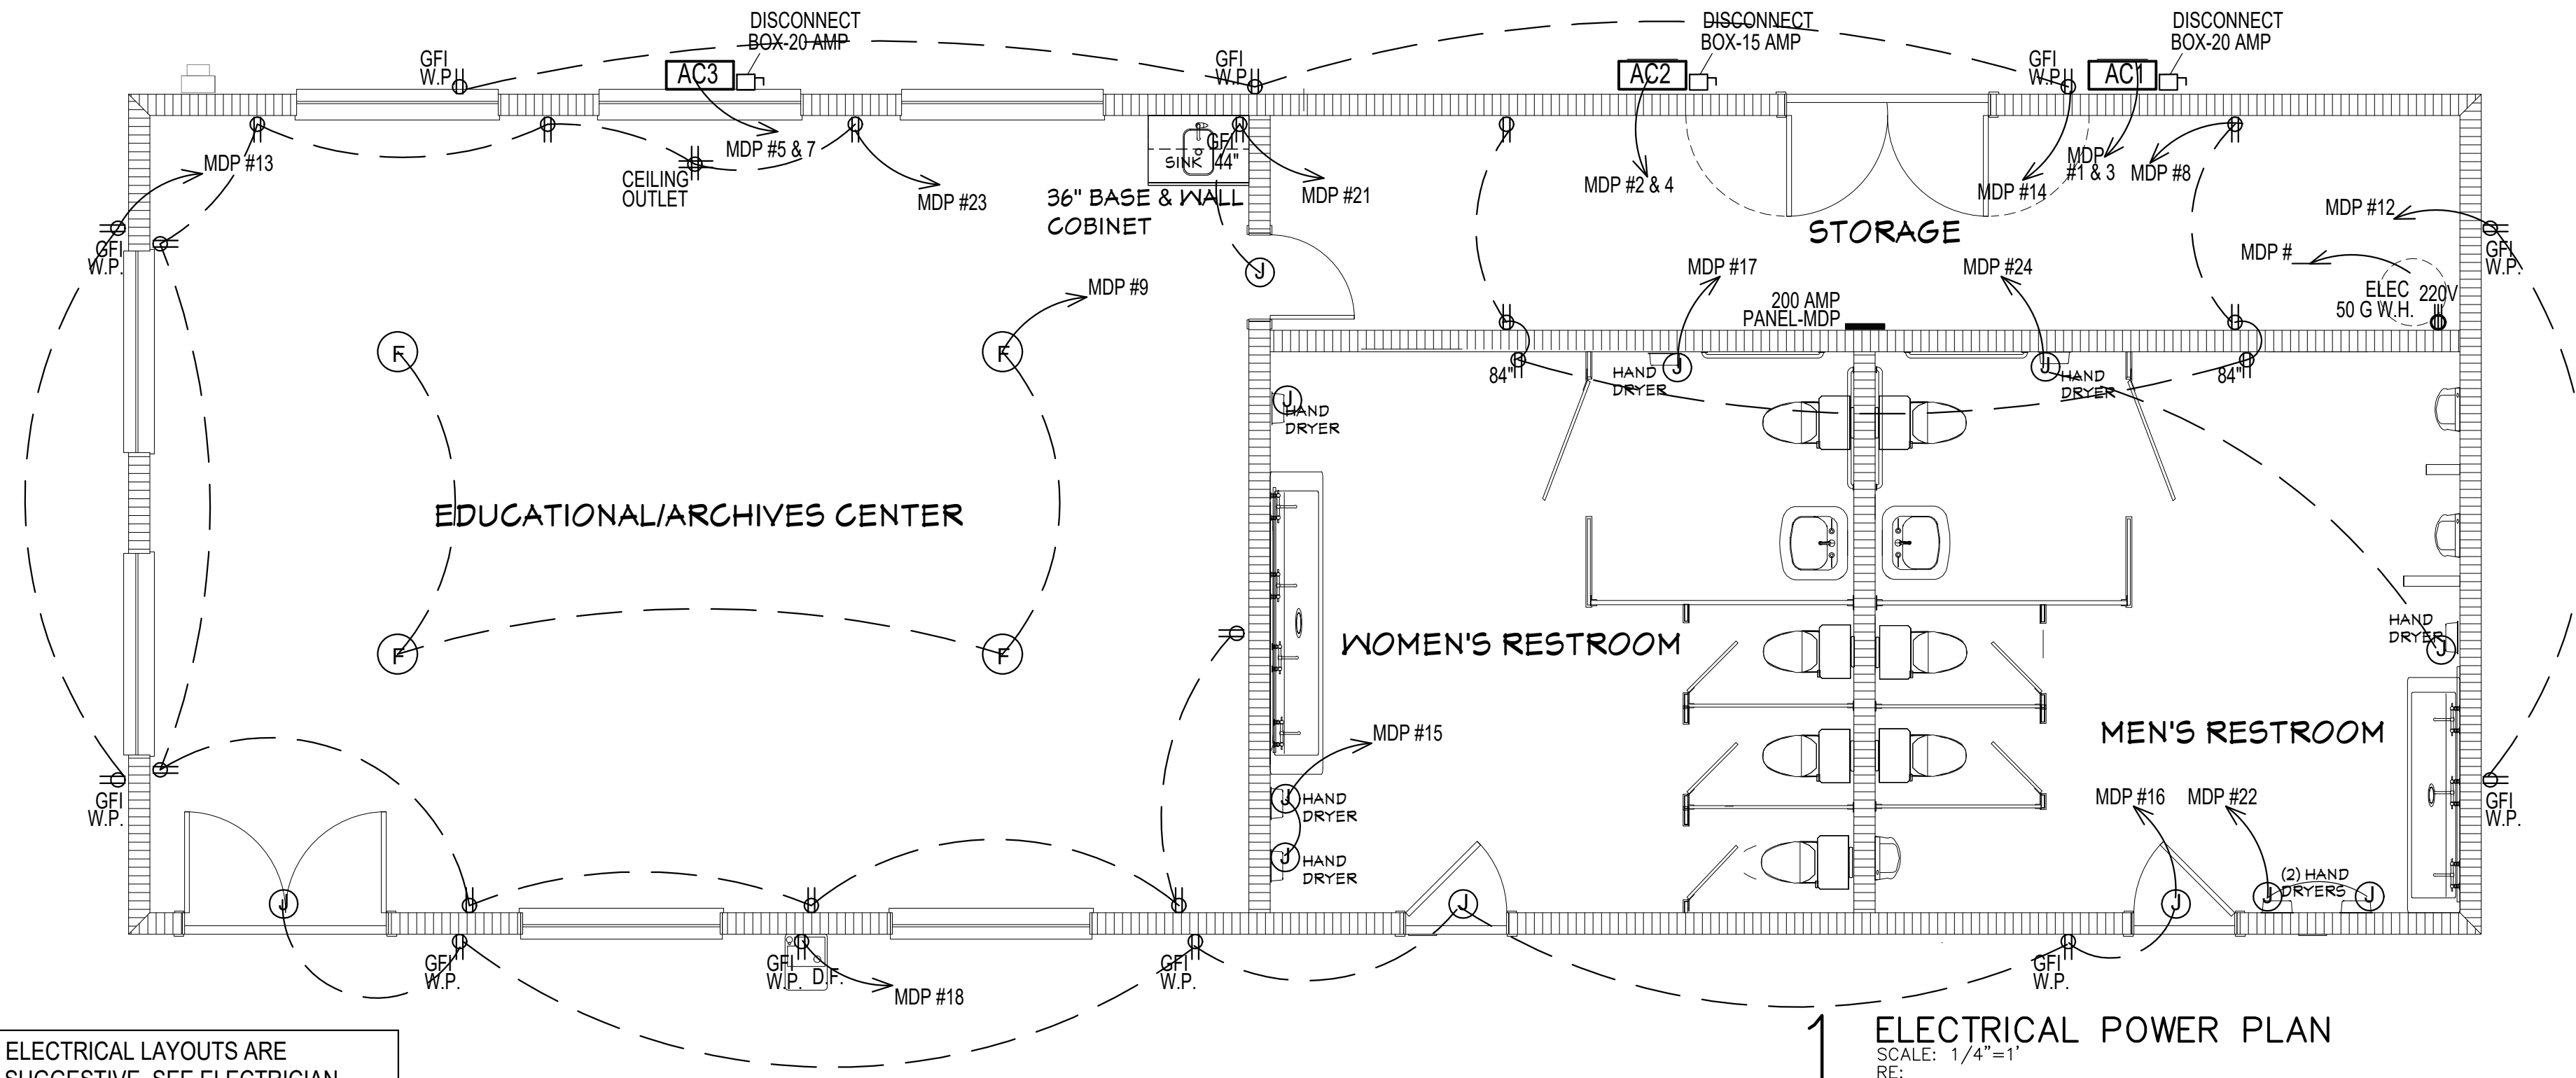 DISCONNECT
BOX-20 AMP
DISCONNECT
BOX-15 AMP
DISCONNECT
BOX-20 AMP
GFI
W.P.
AC3
GFI
W.P.
AC2
GFI
W.P.
AC1
MDP #13
CEILING
OUTLET
MDP #5 & 7
MDP #23
SINK
GFI
44"
36" BASE & WALL
COBINET
MDP #21
MDP #2 & 4
MDP #14
MDP
#1 & 3
MDP #8
STORAGE
MDP #12
GFI
W.P.
GFI
W.P.
MDP #
J
MDP #9
MDP #17
MDP #24
200 AMP
PANEL-MDP
ELEC
50 G W.H.
220V
F
F
84"
HAND
DRYER
J
J
HAND
DRYER
84"
J
HAND
DRYER
EDUCATIONAL/ARCHIVES CENTER
WOMEN'S RESTROOM
HAND
DRYER
J
F
F
MEN'S RESTROOM
MDP #15
GFI
W.P.
J
HAND
DRYER
J
HAND
DRYER
MDP #16
MDP #22
GFI
W.P.
(2) HAND
DRYERS
J
J
J
J
J
GFI
W.P.
GFI
W.P.
D.F.
MDP #18
GFI
W.P.
GFI
W.P.
1
ELECTRICAL POWER PLAN
SCALE: 1/4"=1'
RE:
ELECTRICAL LAYOUTS ARE
SUGGESTIVE. SEE ELECTRICIAN